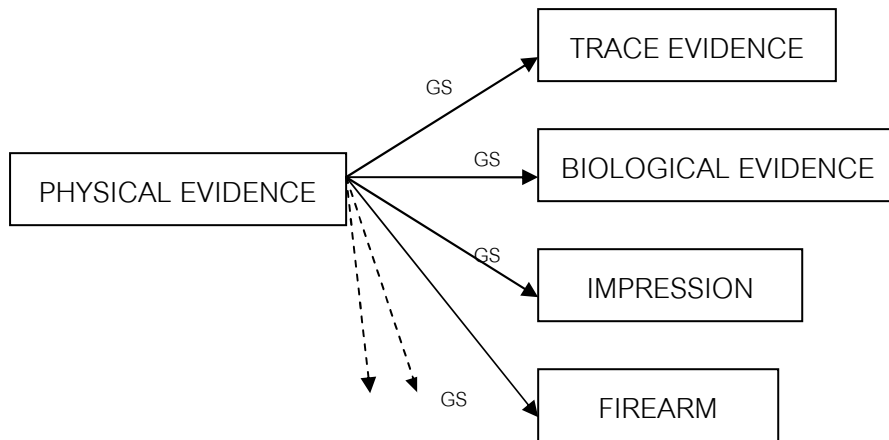 TRACE EVIDENCE
GS
PHYSICAL EVIDENCE
GS
BIOLOGICAL EVIDENCE
GS
IMPRESSION
GS
FIREARM